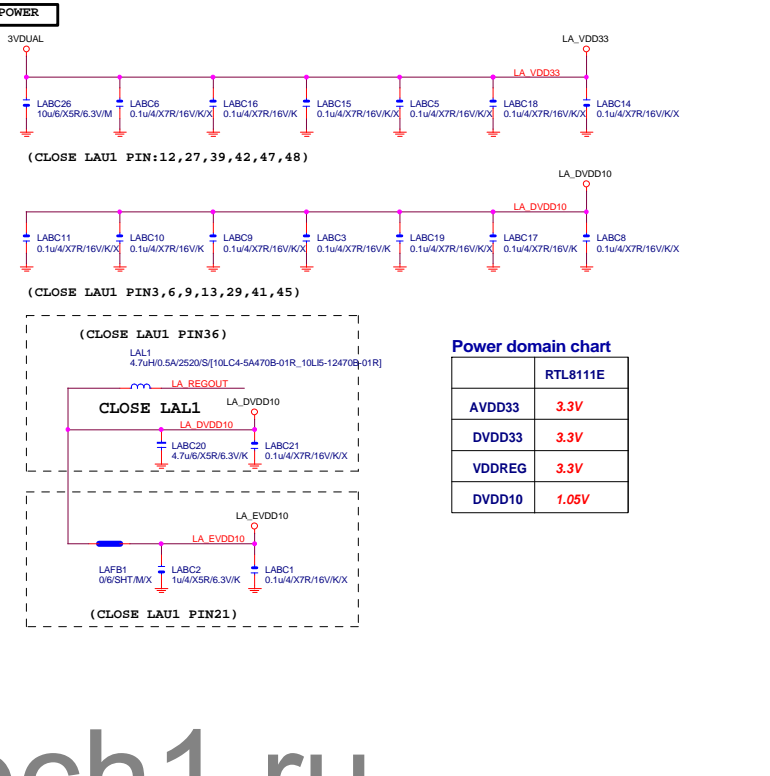 POWER
3VDUAL
LA_VDD33
LA_VDD33
LABC26
10u/6/X5R/6.3V/M
LABC6
0.1u/4/X7R/16V/K/X
LABC16
0.1u/4/X7R/16V/K
LABC15
0.1u/4/X7R/16V/K/X
LABC5
0.1u/4/X7R/16V/K/X
LABC18
0.1u/4/X7R/16V/K/X
LABC14
0.1u/4/X7R/16V/K/X
(CLOSE LAU1 PIN:12,27,39,42,47,48)
LA_DVDD10
LA_DVDD10
LABC11
0.1u/4/X7R/16V/K/X
LABC10
0.1u/4/X7R/16V/K
LABC9
0.1u/4/X7R/16V/K/X
LABC3
0.1u/4/X7R/16V/K
LABC19
0.1u/4/X7R/16V/K/X
LABC17
0.1u/4/X7R/16V/K
LABC8
0.1u/4/X7R/16V/K/X
(CLOSE LAU1 PIN3,6,9,13,29,41,45)
(CLOSE LAU1 PIN36)
LAL1
4.7uH/0.5A/2520/S/[10LC4-5A470B-01R_10LI5-12470B-01R]
LA_REGOUT
CLOSE LAL1
LA_DVDD10
LA_DVDD10
LABC20
4.7u/6/X5R/6.3V/K
LABC21
0.1u/4/X7R/16V/K/X
LA_EVDD10
LA_EVDD10
LAFB1
0/6/SHT/M/X
LABC2
1u/4/X5R/6.3V/K
LABC1
0.1u/4/X7R/16V/K/X
(CLOSE LAU1 PIN21)
Power domain chart
RTL8111E
AVDD33 3.3V
DVDD33 3.3V
VDDREG 3.3V
DVDD10 1.05V
och1.ru